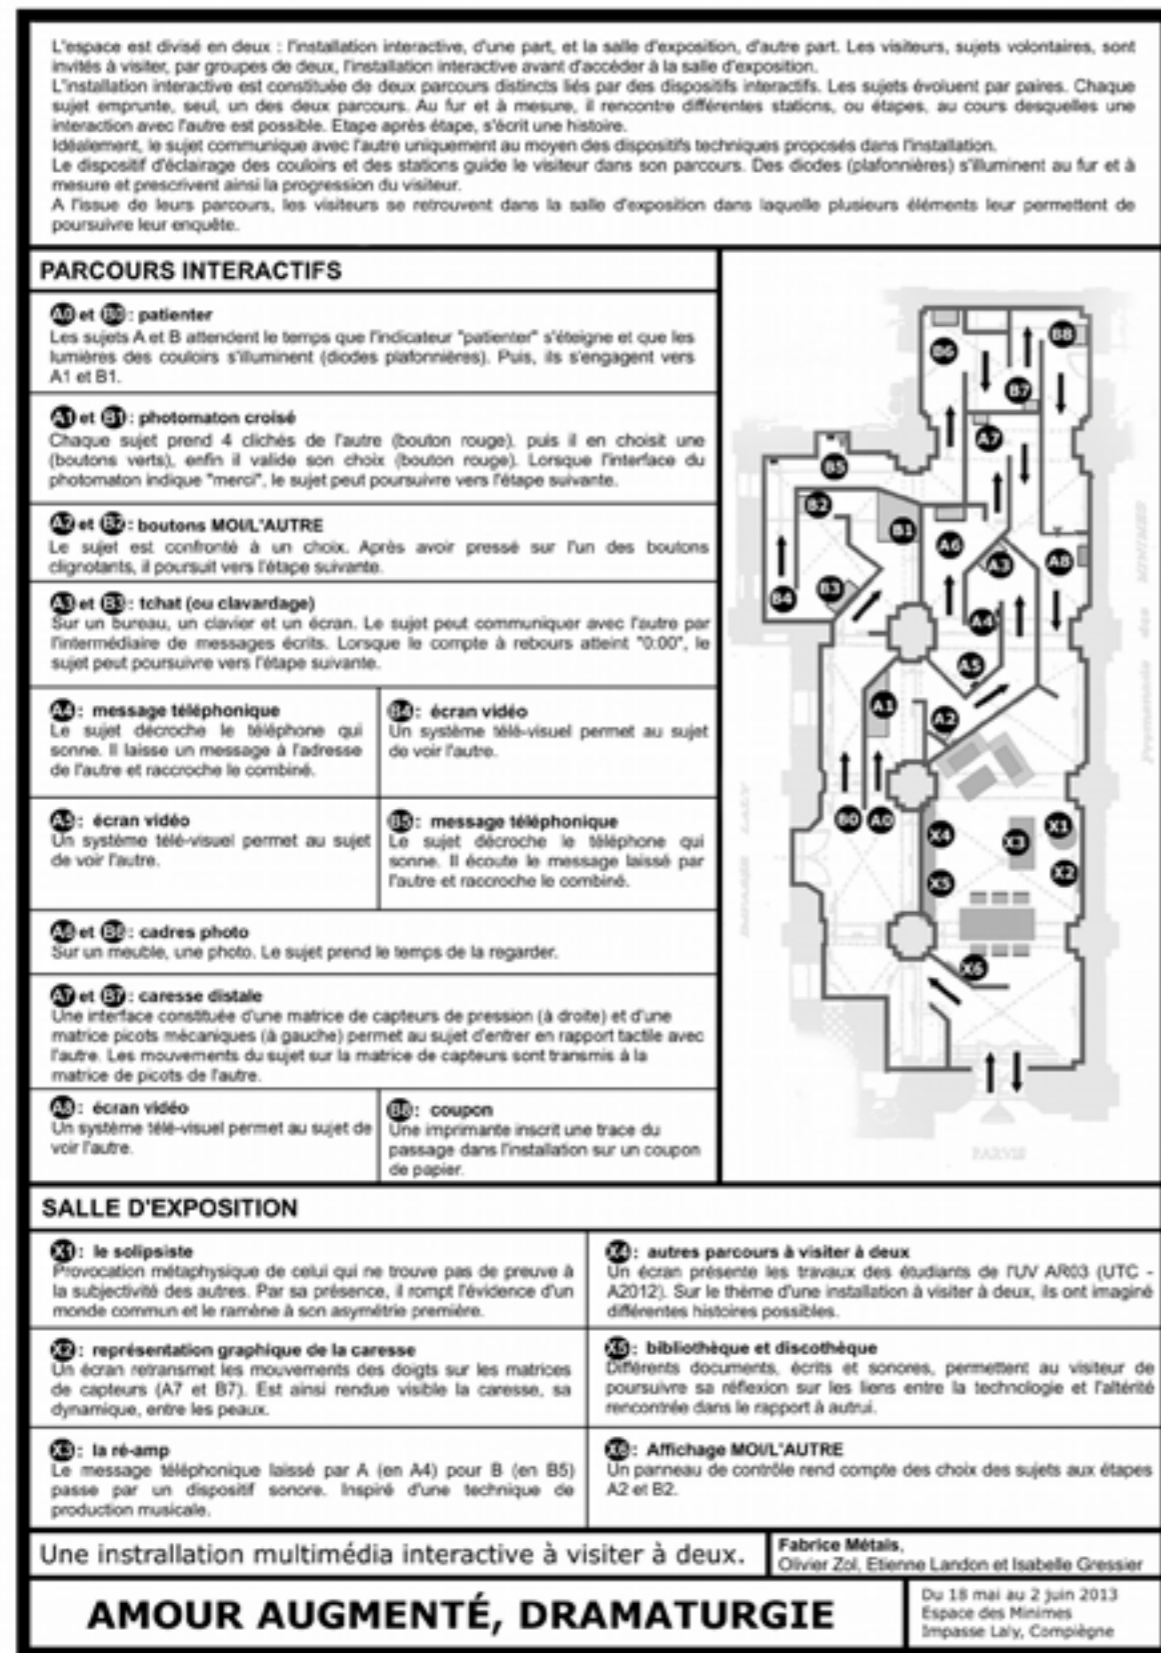 L'espace est divisé en deux : l'installation interactive, d'une part, et la salle d'exposition, d'autre part. Les visiteurs, sujets volontaires, sont
invités à visiter, par groupes de deux, l'installation interactive avant d'accéder à la salle d'exposition.
L'installation interactive est constituée de deux parcours distincts liés par des dispositifs interactifs. Les sujets évoluent par paires. Chaque
sujet emprunte, seul, un des deux parcours. Au fur et à mesure, il rencontre différentes stations, ou étapes, au cours desquelles une
interaction avec l'autre est possible. Etape après étape, s'écrit une histoire.
Idéalement, le sujet communique avec l'autre uniquement au moyen des dispositifs techniques proposés dans l'installation.
Le dispositif d'éclairage des couloirs et des stations guide le visiteur dans son parcours. Des diodes (plafonnières) s'illuminent au fur et à
mesure et prescrivent ainsi la progression du visiteur.
A l'issue de leurs parcours, les visiteurs se retrouvent dans la salle d'exposition dans laquelle plusieurs éléments leur permettent de
poursuivre leur enquête.
PARCOURS INTERACTIFS
A0 et B0 : patienter
Les sujets A et B attendent le temps que l'indicateur "patienter" s'éteigne et que les
lumières des couloirs s'illuminent (diodes plafonnières). Puis, ils s'engagent vers
A1 et B1.
A1 et B1 : photomaton croisé
Chaque sujet prend 4 clichés de l'autre (bouton rouge), puis il en choisit une
(boutons verts), enfin il valide son choix (bouton rouge). Lorsque l'interface du
photomaton indique "merci", le sujet peut poursuivre vers l'étape suivante.
A2 et B2 : boutons MOI/L'AUTRE
Le sujet est confronté à un choix. Après avoir pressé sur l'un des boutons
clignotants, il poursuit vers l'étape suivante.
A3 et B3 : tchat (ou clavardage)
Sur un bureau, un clavier et un écran. Le sujet peut communiquer avec l'autre par
l'intermédiaire de messages écrits. Lorsque le compte à rebours atteint "0:00", le
sujet peut poursuivre vers l'étape suivante.
A4 : message téléphonique
Le sujet décroche le téléphone qui
sonne. Il laisse un message à l'adresse
de l'autre et raccroche le combiné.
B4 : écran vidéo
Un système télé-visuel permet au sujet
de voir l'autre.
A5 : écran vidéo
Un système télé-visuel permet au sujet
de voir l'autre.
B5 : message téléphonique
Le sujet décroche le téléphone qui
sonne. Il écoute le message laissé par
l'autre et raccroche le combiné.
A6 et B6 : cadres photo
Sur un meuble, une photo. Le sujet prend le temps de la regarder.
A7 et B7 : caresse distale
Une interface constituée d'une matrice de capteurs de pression (à droite) et d'une
matrice picots mécaniques (à gauche) permet au sujet d'entrer en rapport tactile avec
l'autre. Les mouvements du sujet sur la matrice de capteurs sont transmis à la
matrice de picots de l'autre.
A8 : écran vidéo
Un système télé-visuel permet au sujet de
voir l'autre.
B8 : coupon
Une imprimante inscrit une trace du
passage dans l'installation sur un coupon
de papier.
B6
B8
B7
A7
B5
B2
B1
A6
A3
A8
B3
B4
A4
A5
A1
A2
B0 A0
X4
X1
X3
X5
X2
X6
IMPASSE LALY
Promenade des MINIMES
PARVIS
SALLE D'EXPOSITION
X1 : le solipsiste
Provocation métaphysique de celui qui ne trouve pas de preuve à
la subjectivité des autres. Par sa présence, il rompt l'évidence d'un
monde commun et le ramène à son asymétrie première.
X4 : autres parcours à visiter à deux
Un écran présente les travaux des étudiants de l'UV AR03 (UTC -
A2012). Sur le thème d'une installation à visiter à deux, ils ont imaginé
différentes histoires possibles.
X2 : représentation graphique de la caresse
Un écran retransmet les mouvements des doigts sur les matrices
de capteurs (A7 et B7). Est ainsi rendue visible la caresse, sa
dynamique, entre les peaux.
X5 : bibliothèque et discothèque
Différents documents, écrits et sonores, permettent au visiteur de
poursuivre sa réflexion sur les liens entre la technologie et l'altérité
rencontrée dans le rapport à autrui.
X3 : la ré-amp
Le message téléphonique laissé par A (en A4) pour B (en B5)
passe par un dispositif sonore. Inspiré d'une technique de
production musicale.
X6 : Affichage MOI/L'AUTRE
Un panneau de contrôle rend compte des choix des sujets aux étapes
A2 et B2.
Une instrallation multimédia interactive à visiter à deux.
Fabrice Métais,
Olivier Zol, Etienne Landon et Isabelle Gressier
AMOUR AUGMENTÉ, DRAMATURGIE
Du 18 mai au 2 juin 2013
Espace des Minimes
Impasse Laly, Compiègne